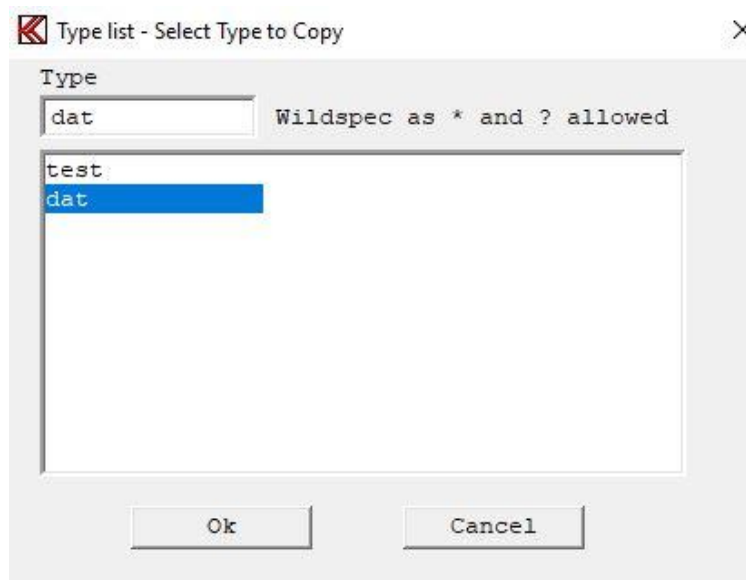 Type list - Select Type to Copy
Type
dat Wildspec as * and ? allowed
test
dat
Ok Cancel